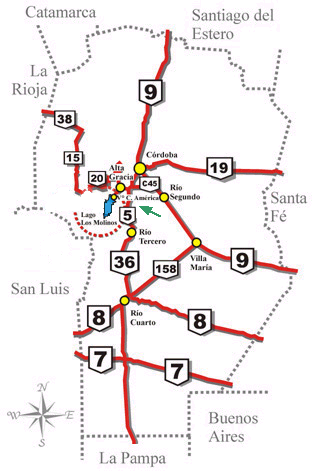 Catamarca
Santiago del
Estero
La
Rioja
9
38
15
Alta
Gracia
Córdoba
19
20
C45
Vª C. América
Río
Segundo
Santa
Fé
Lago
Los Molinos
5
Río
Tercero
36
158
Villa
María
9
San Luis
8
Río
Cuarto
8
7
7
N
O
E
S
Buenos
Aires
La Pampa